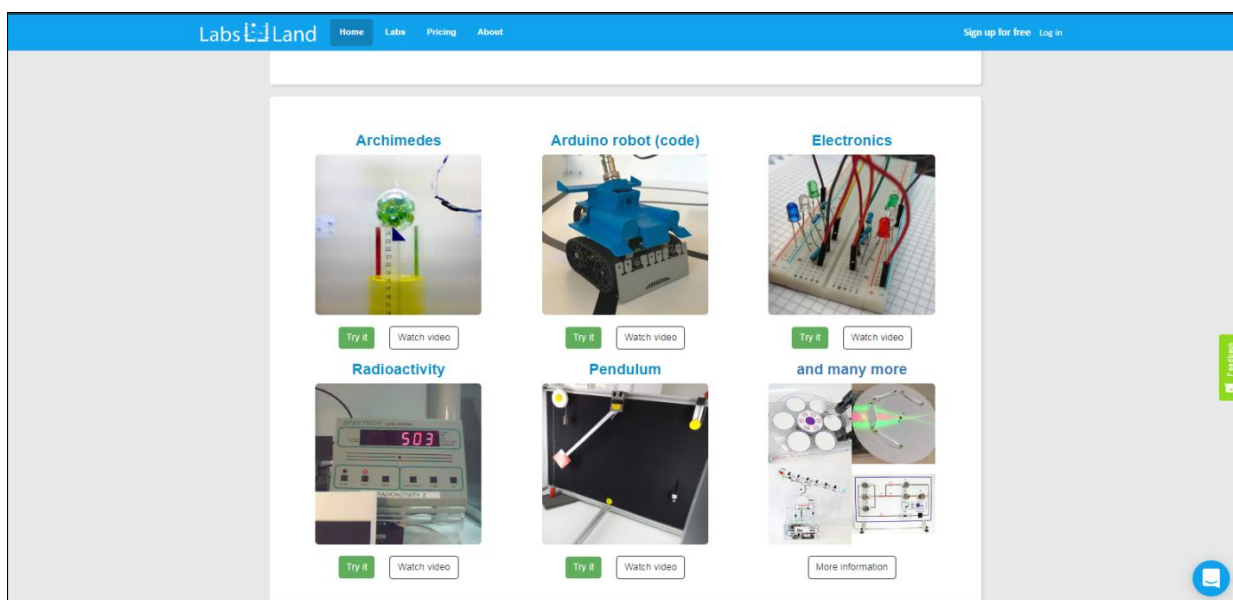 Labs Land Home Labs Pricing About Sign up for free Log in
Archimedes Arduino robot (code) Electronics
Try it Watch video Try it Watch video Try it Watch video
Radioactivity Pendulum and many more
SPECTECH
503
RADIOACTIVITY 2
Try it Watch video Try it Watch video More information
Feedback